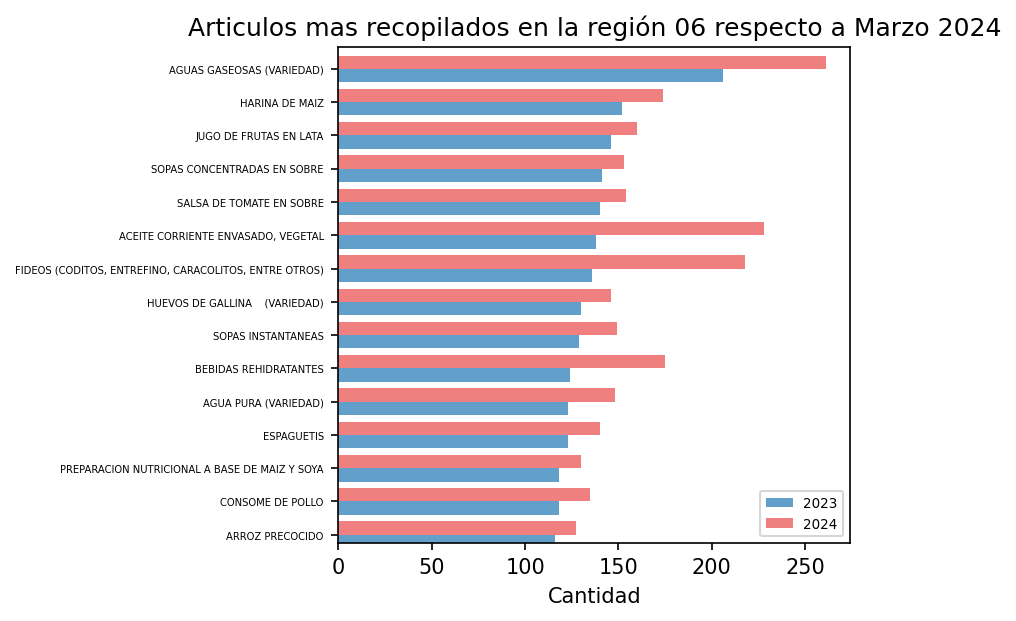 Articulos mas recopilados en la región 06 respecto a Marzo 2024
AGUAS GASEOSAS (VARIEDAD)
HARINA DE MAIZ
JUGO DE FRUTAS EN LATA
SOPAS CONCENTRADAS EN SOBRE
SALSA DE TOMATE EN SOBRE
ACEITE CORRIENTE ENVASADO, VEGETAL
FIDEOS (CODITOS, ENTREFINO, CARACOLITOS, ENTRE OTROS)
HUEVOS DE GALLINA    (VARIEDAD)
SOPAS INSTANTANEAS
BEBIDAS REHIDRATANTES
AGUA PURA (VARIEDAD)
ESPAGUETIS
PREPARACION NUTRICIONAL A BASE DE MAIZ Y SOYA
CONSOME DE POLLO
ARROZ PRECOCIDO
2023
2024
0 50 100 150 200 250
Cantidad